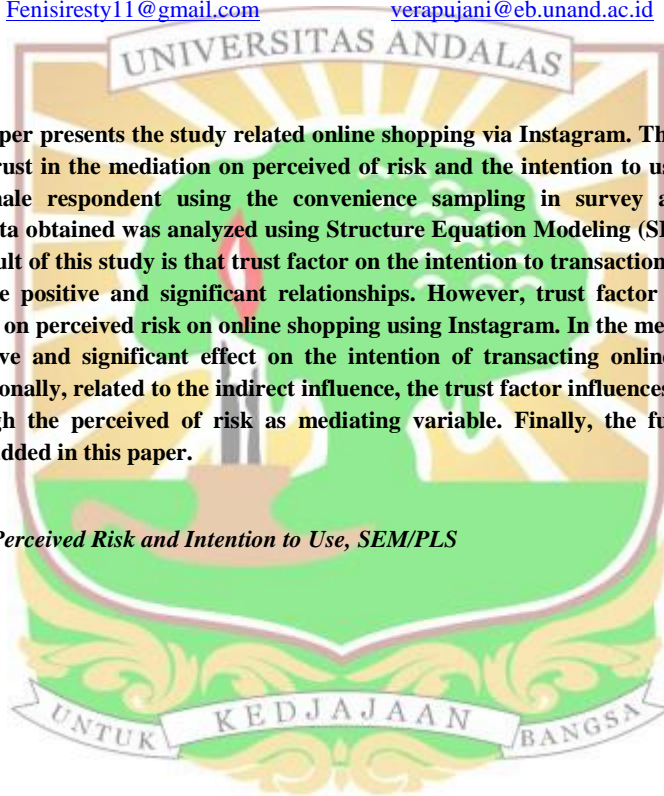 Fenisiresty11@gmail.com verapujani@eb.unand.ac.id
UNIVERSITAS ANDALAS
per presents the study related online shopping via Instagram. Th
rust in the mediation on perceived of risk and the intention to us
ale respondent using the convenience sampling in survey a
ta obtained was analyzed using Structure Equation Modeling (SE
ult of this study is that trust factor on the intention to transaction
e positive and significant relationships. However, trust factor
on perceived risk on online shopping using Instagram. In the me
ve and significant effect on the intention of transacting online
onally, related to the indirect influence, the trust factor influences
gh the perceived of risk as mediating variable. Finally, the fu
dded in this paper.
Perceived Risk and Intention to Use, SEM/PLS
UNTUK KEDJAJAAN BANGSA